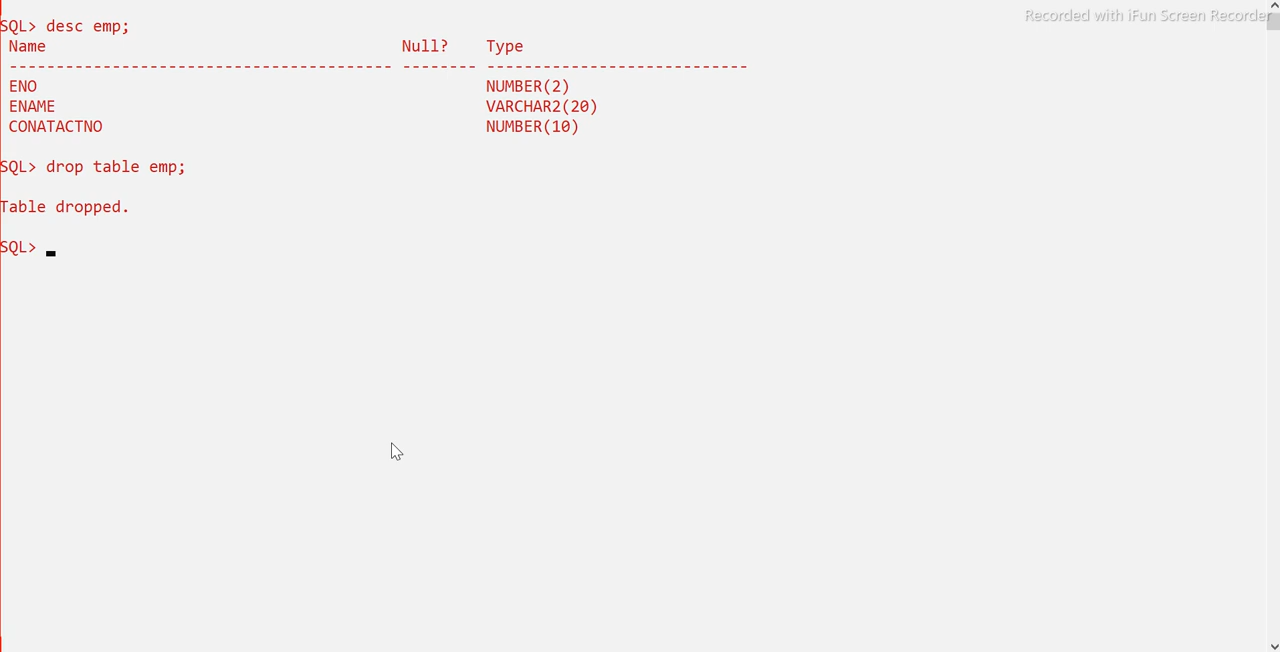 Recorded with iFun Screen Recorder
SQL> desc emp;
Name Null? Type
----------------------------------------- -------- ----------------------------
ENO NUMBER(2)
ENAME VARCHAR2(20)
CONATACTNO NUMBER(10)
SQL> drop table emp;
Table dropped.
SQL>